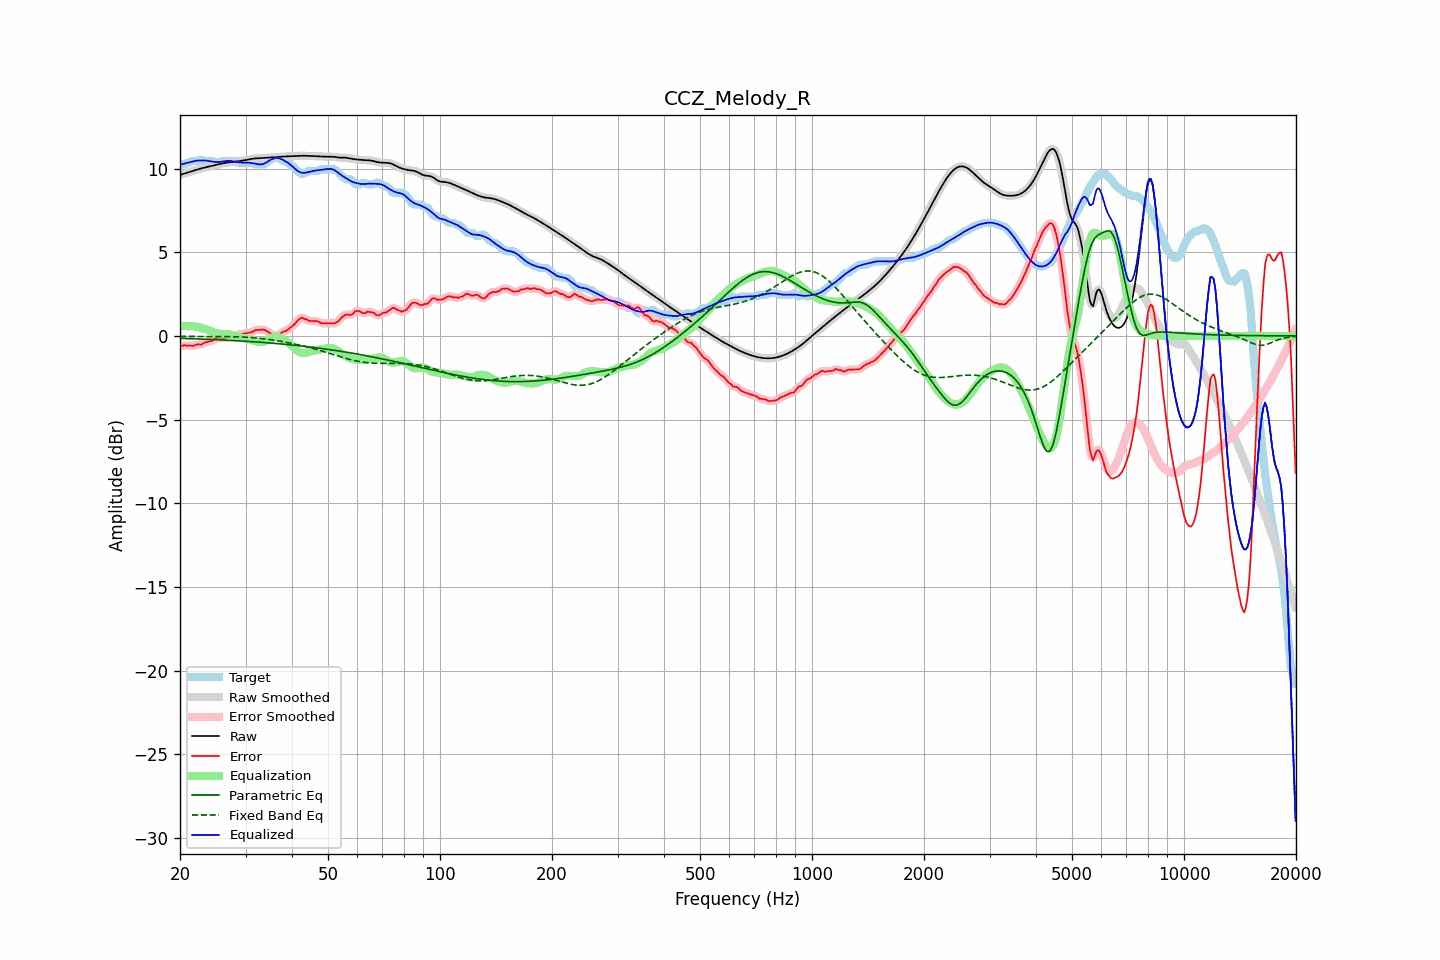 CCZ_Melody_R
Amplitude (dBr)
10
5
0
−5
−10
−15
−20
−25
−30
Target
Raw Smoothed
Error Smoothed
Raw
Error
Equalization
Parametric Eq
Fixed Band Eq
Equalized
20 50 100 200 500 1000 2000 5000 10000 20000
Frequency (Hz)